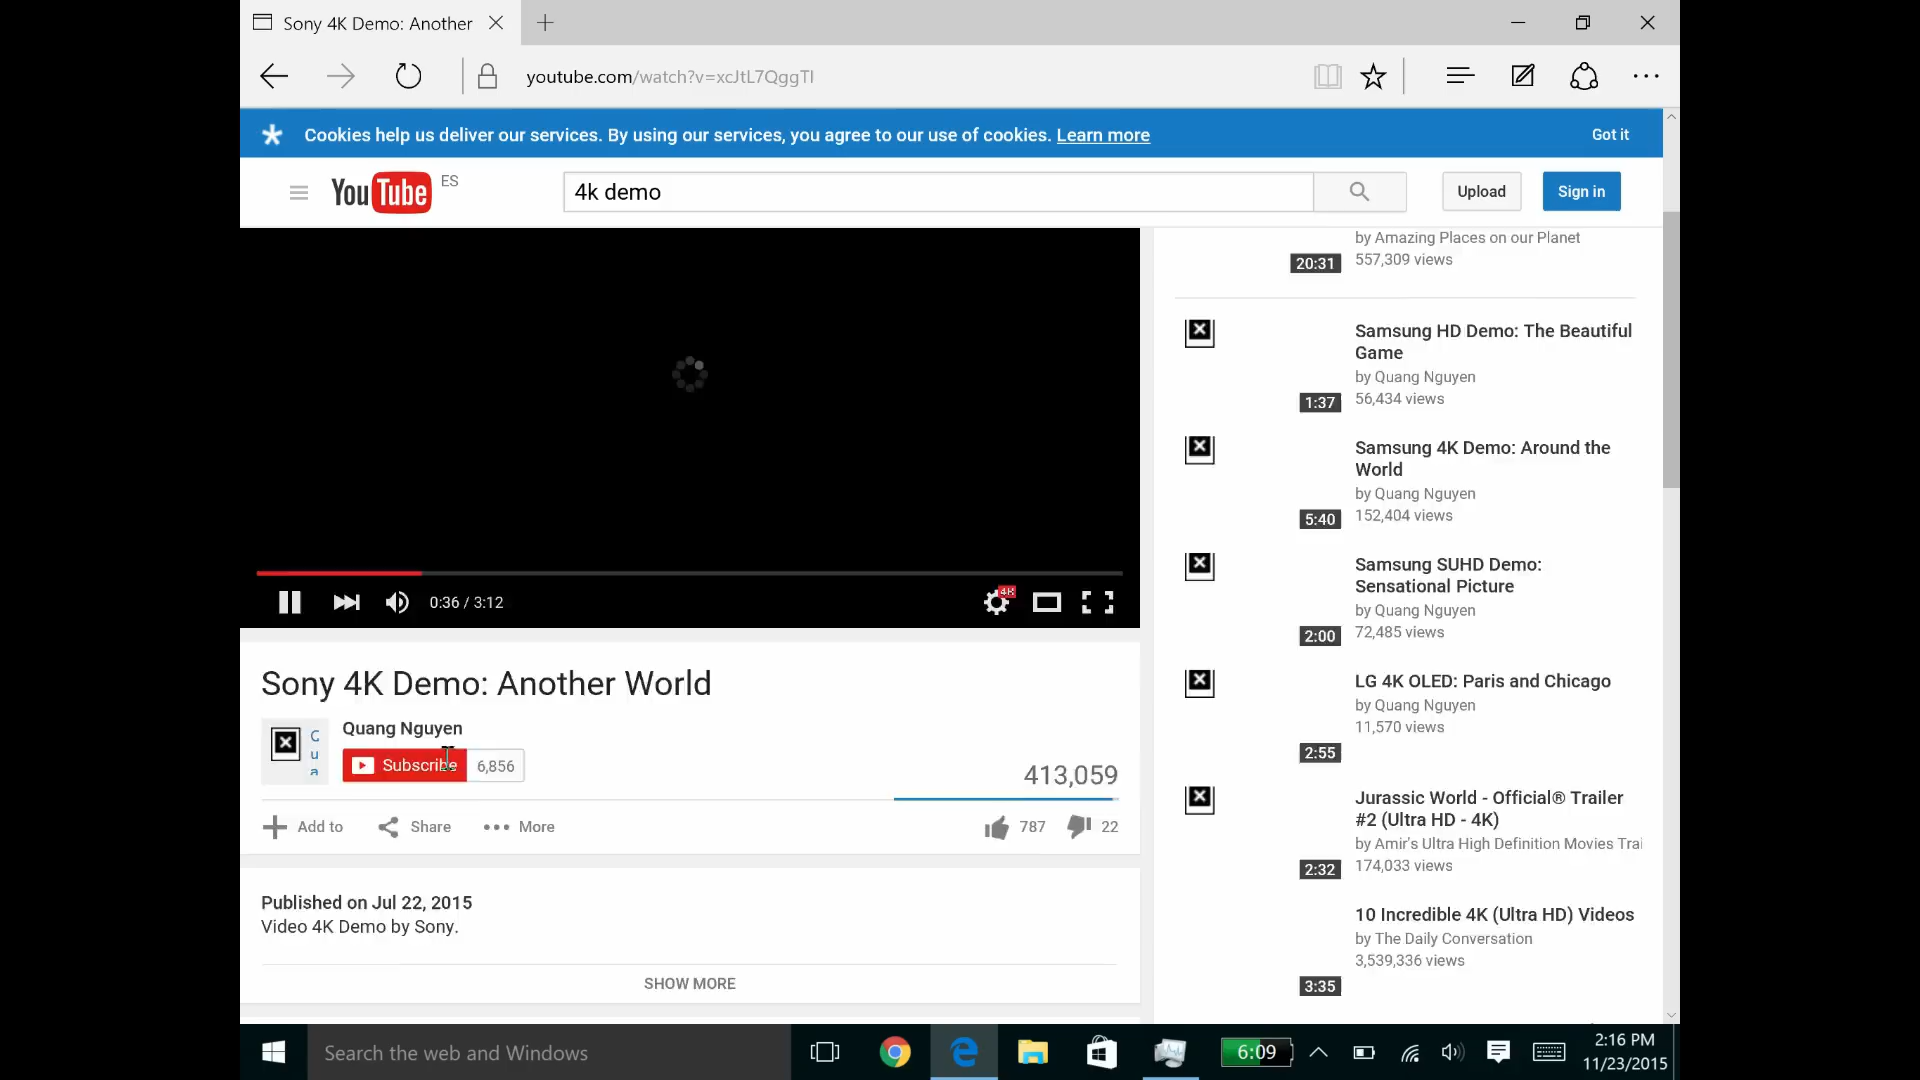 Sony 4K Demo: Another
youtube.com/watch?v=xcJtL7QggTI
Cookies help us deliver our services. By using our services, you agree to our use of cookies. Learn more
Got it
YouTube ES
4k demo
Upload
Sign in
by Amazing Places on our Planet
20:31
557,309 views
Samsung HD Demo: The Beautiful
Game
by Quang Nguyen
1:37
56,434 views
Samsung 4K Demo: Around the
World
by Quang Nguyen
5:40
152,404 views
Samsung SUHD Demo:
Sensational Picture
by Quang Nguyen
2:00
72,485 views
LG 4K OLED: Paris and Chicago
by Quang Nguyen
11,570 views
2:55
Jurassic World - Official® Trailer
#2 (Ultra HD - 4K)
by Amir's Ultra High Definition Movies Trai
2:32
174,033 views
10 Incredible 4K (Ultra HD) Videos
by The Daily Conversation
3,539,336 views
3:35
0:36 / 3:12
4K
Sony 4K Demo: Another World
Quang Nguyen
Subscribe
6,856
413,059
Add to
Share
More
787
22
Published on Jul 22, 2015
Video 4K Demo by Sony.
SHOW MORE
Search the web and Windows
6:09
2:16 PM
11/23/2015